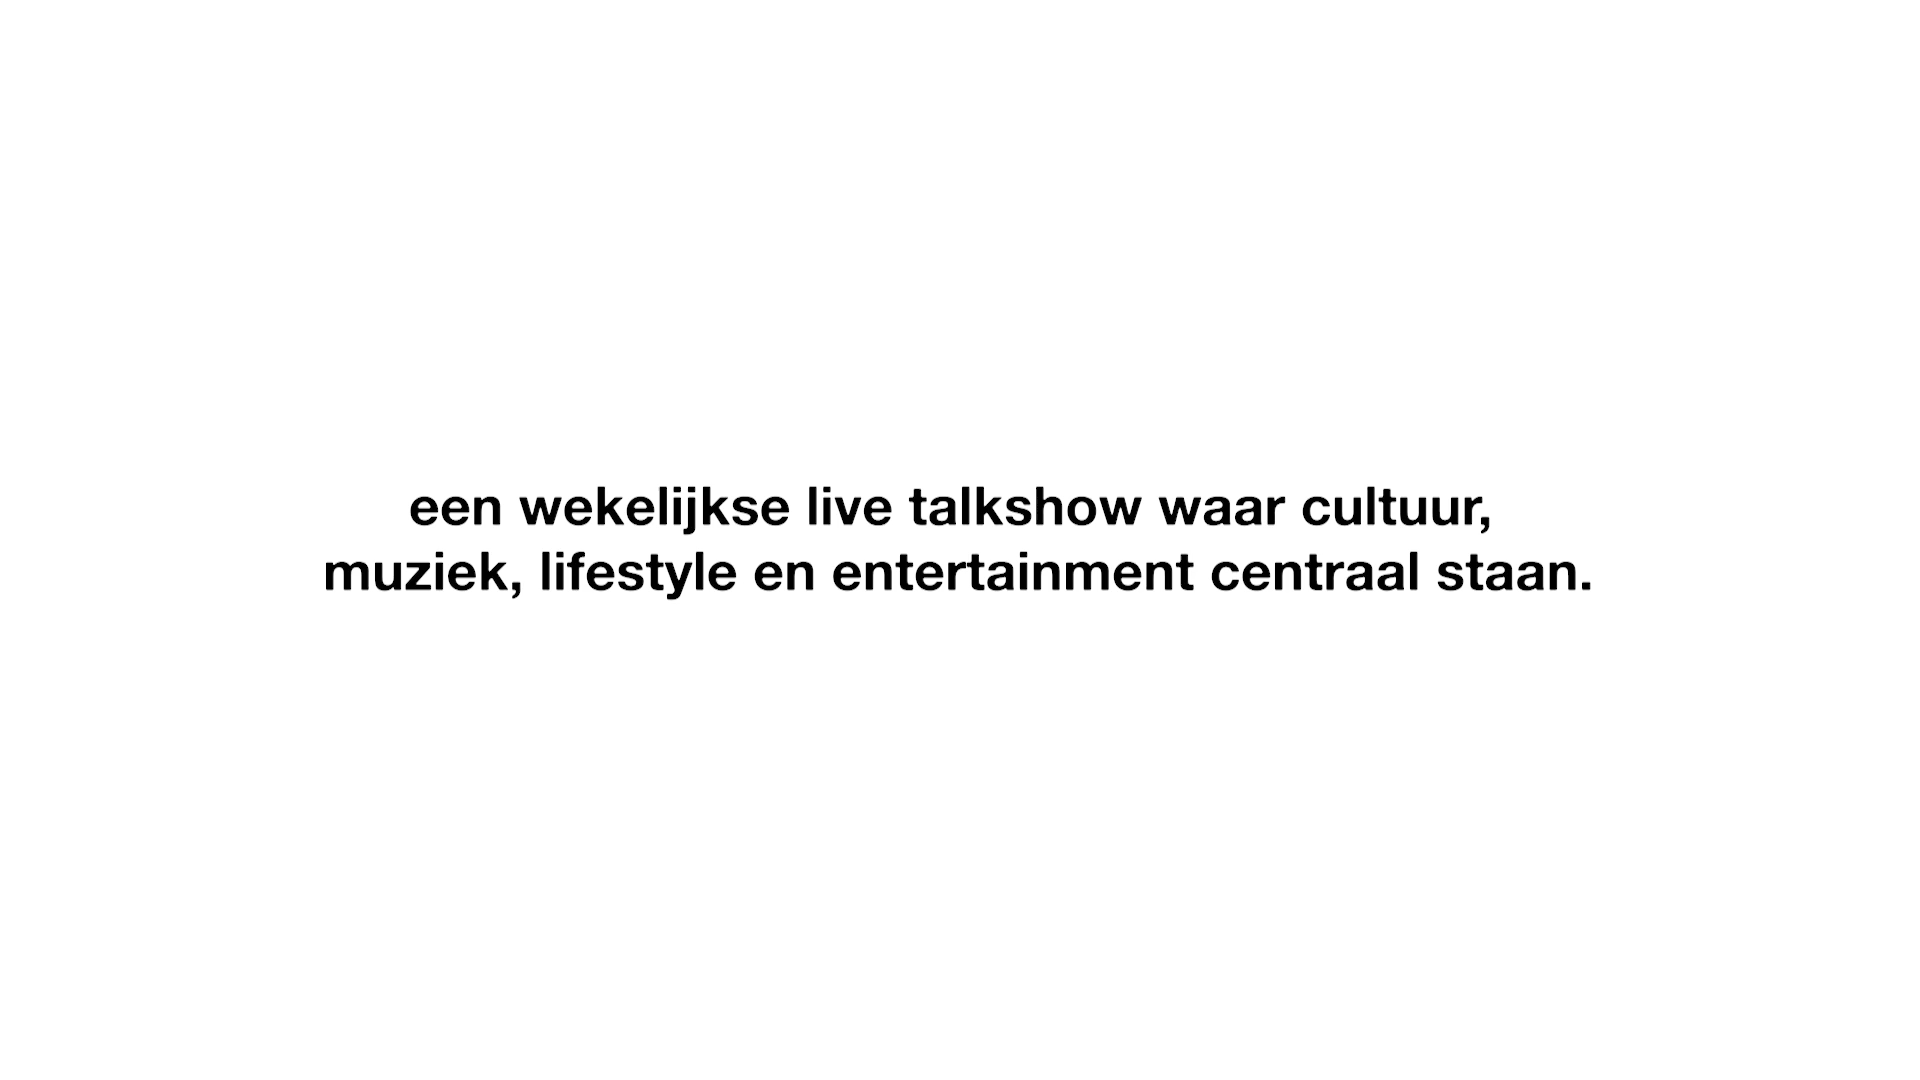 een wekelijkse live talkshow waar cultuur,
muziek, lifestyle en entertainment centraal staan.